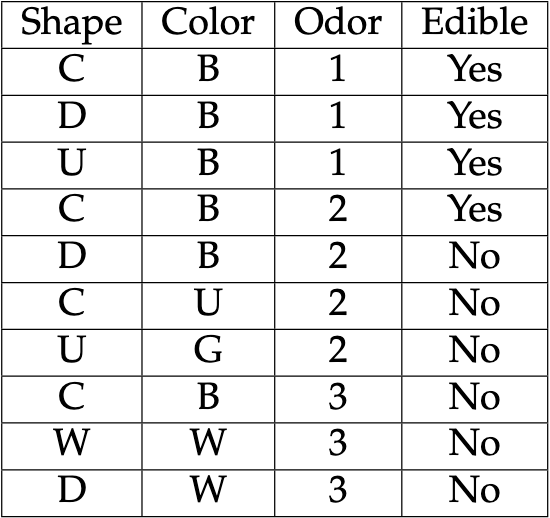 Shape Color Odor Edible
C B 1 Yes
D B 1 Yes
U B 1 Yes
C B 2 Yes
D B 2 No
C U 2 No
U G 2 No
C B 3 No
W W 3 No
D W 3 No